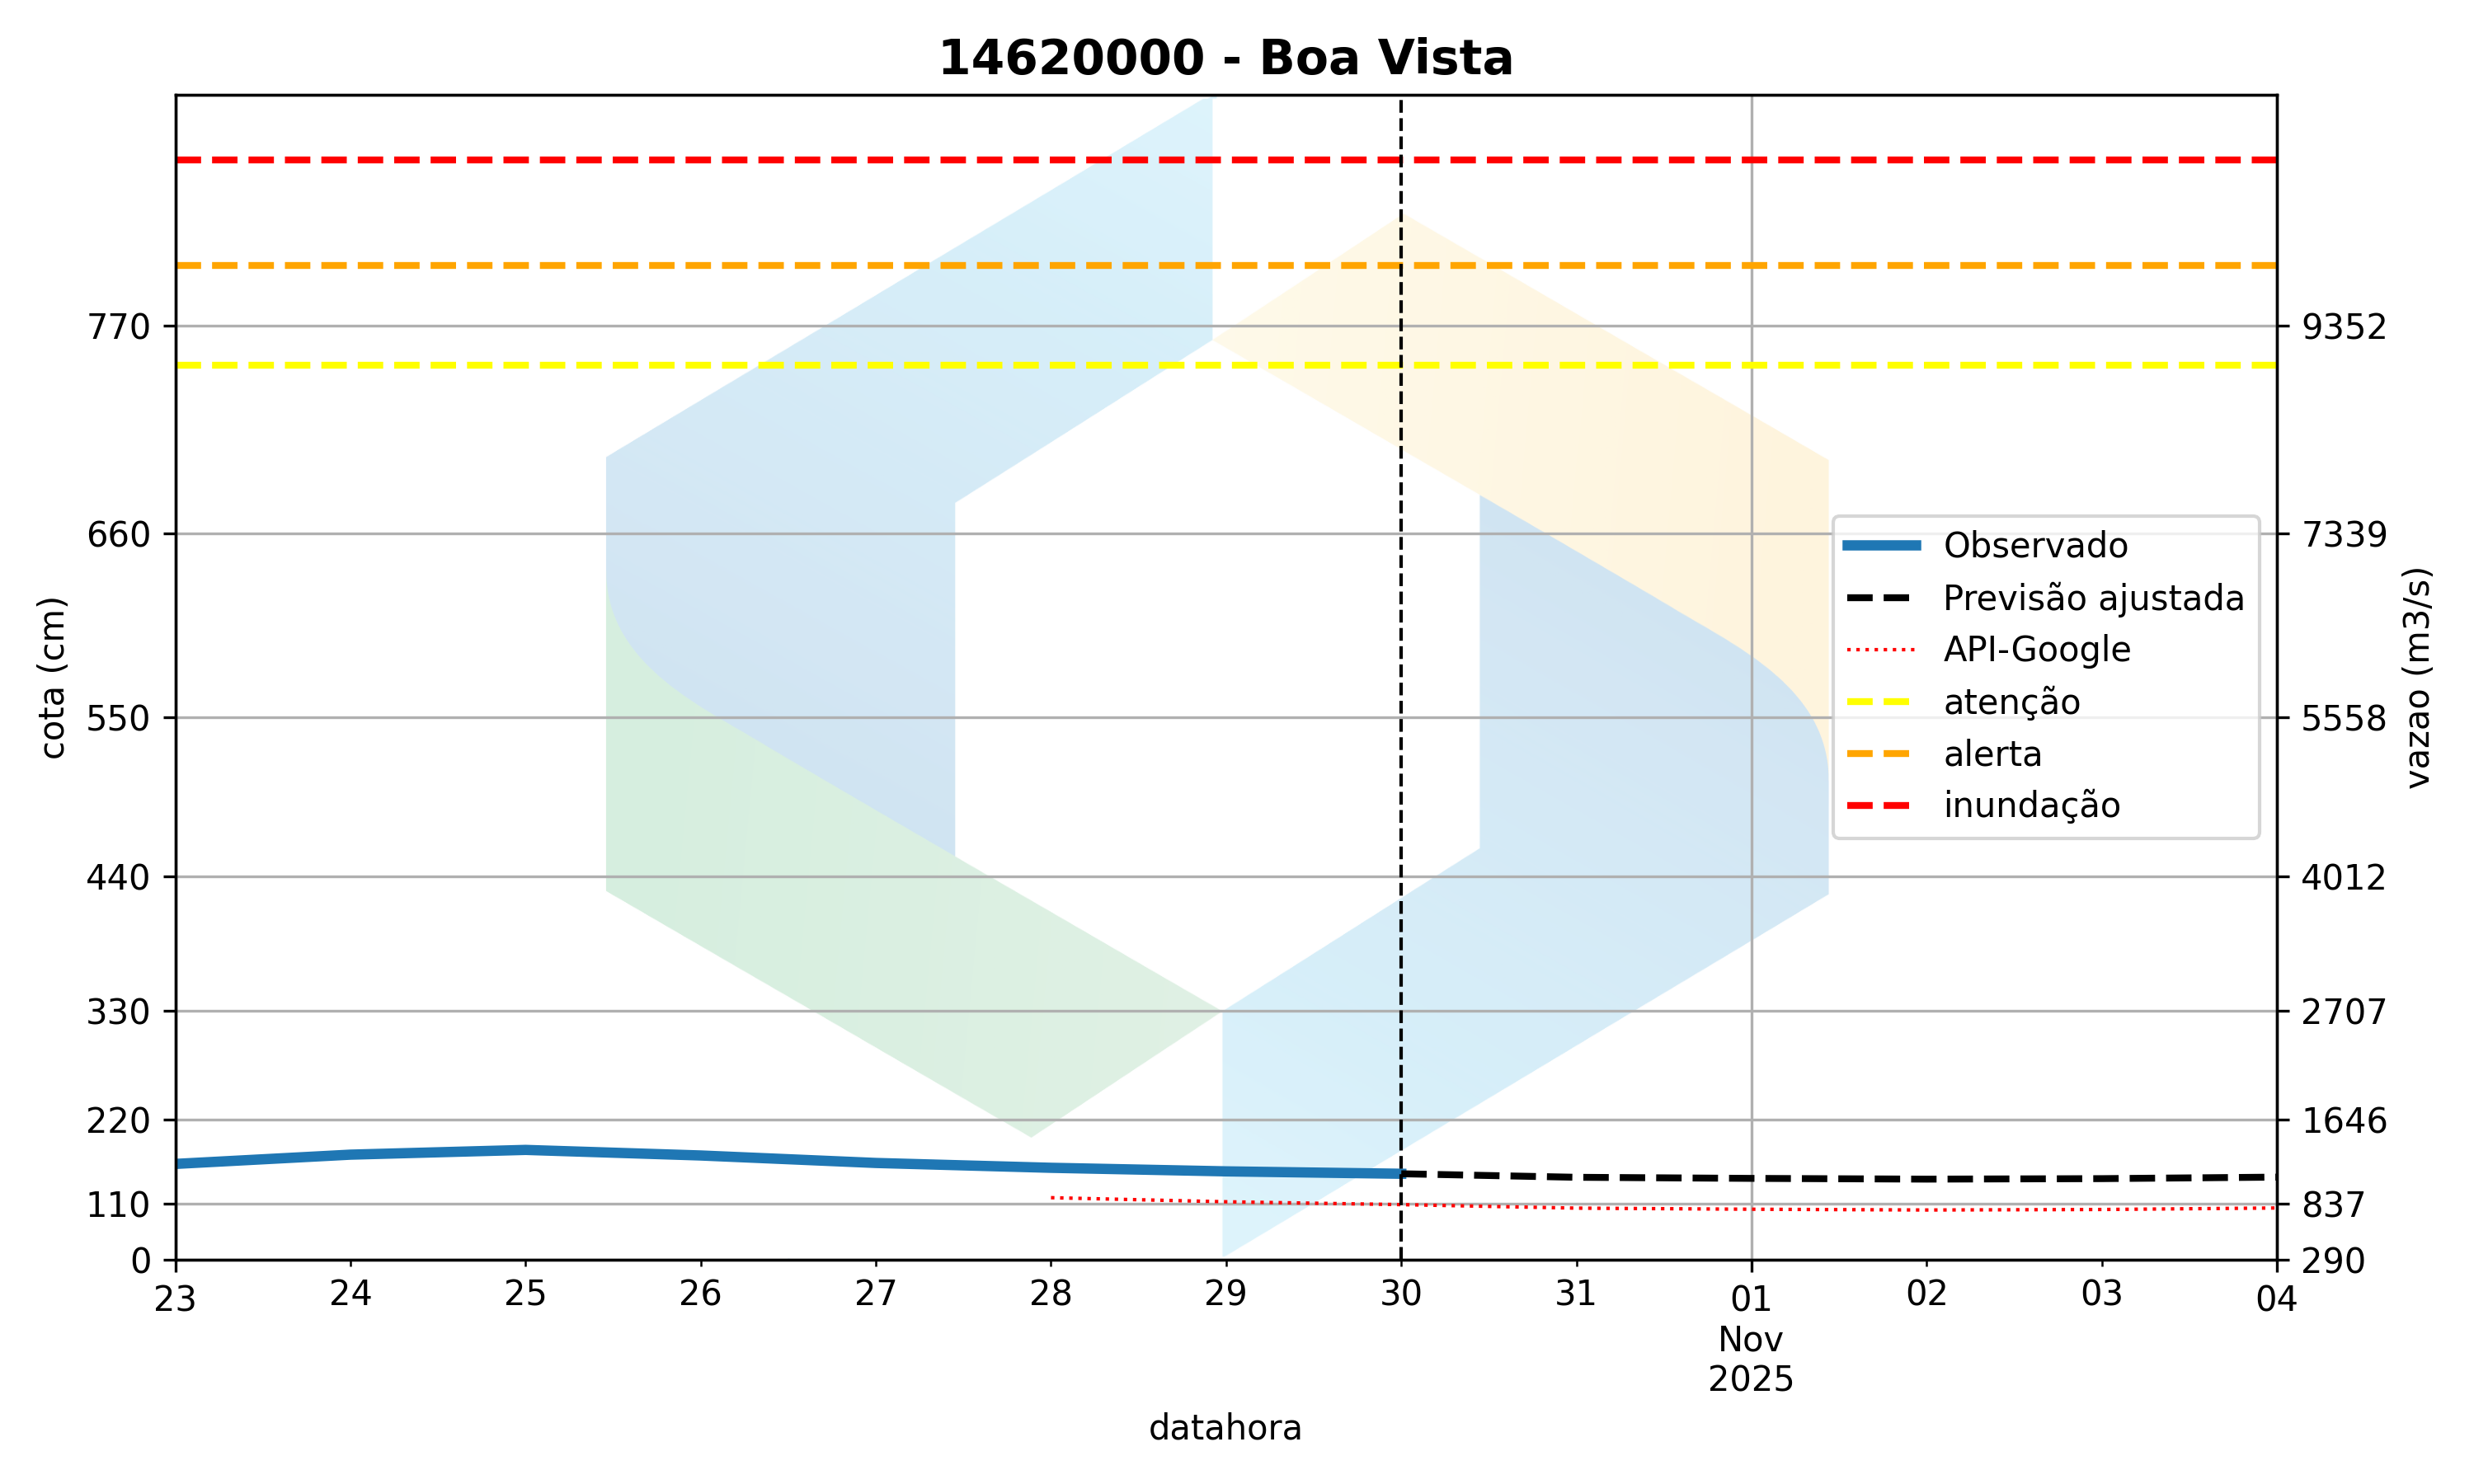 14620000 - Boa Vista
cota (cm)
770
660
550
440
330
220
110
0
9352
7339
5558
4012
2707
1646
837
290
vazao (m3/s)
Observado
Previsão ajustada
API-Google
atenção
alerta
inundação
23 24 25 26 27 28 29 30 31 01 02 03 04
Nov
2025
datahora